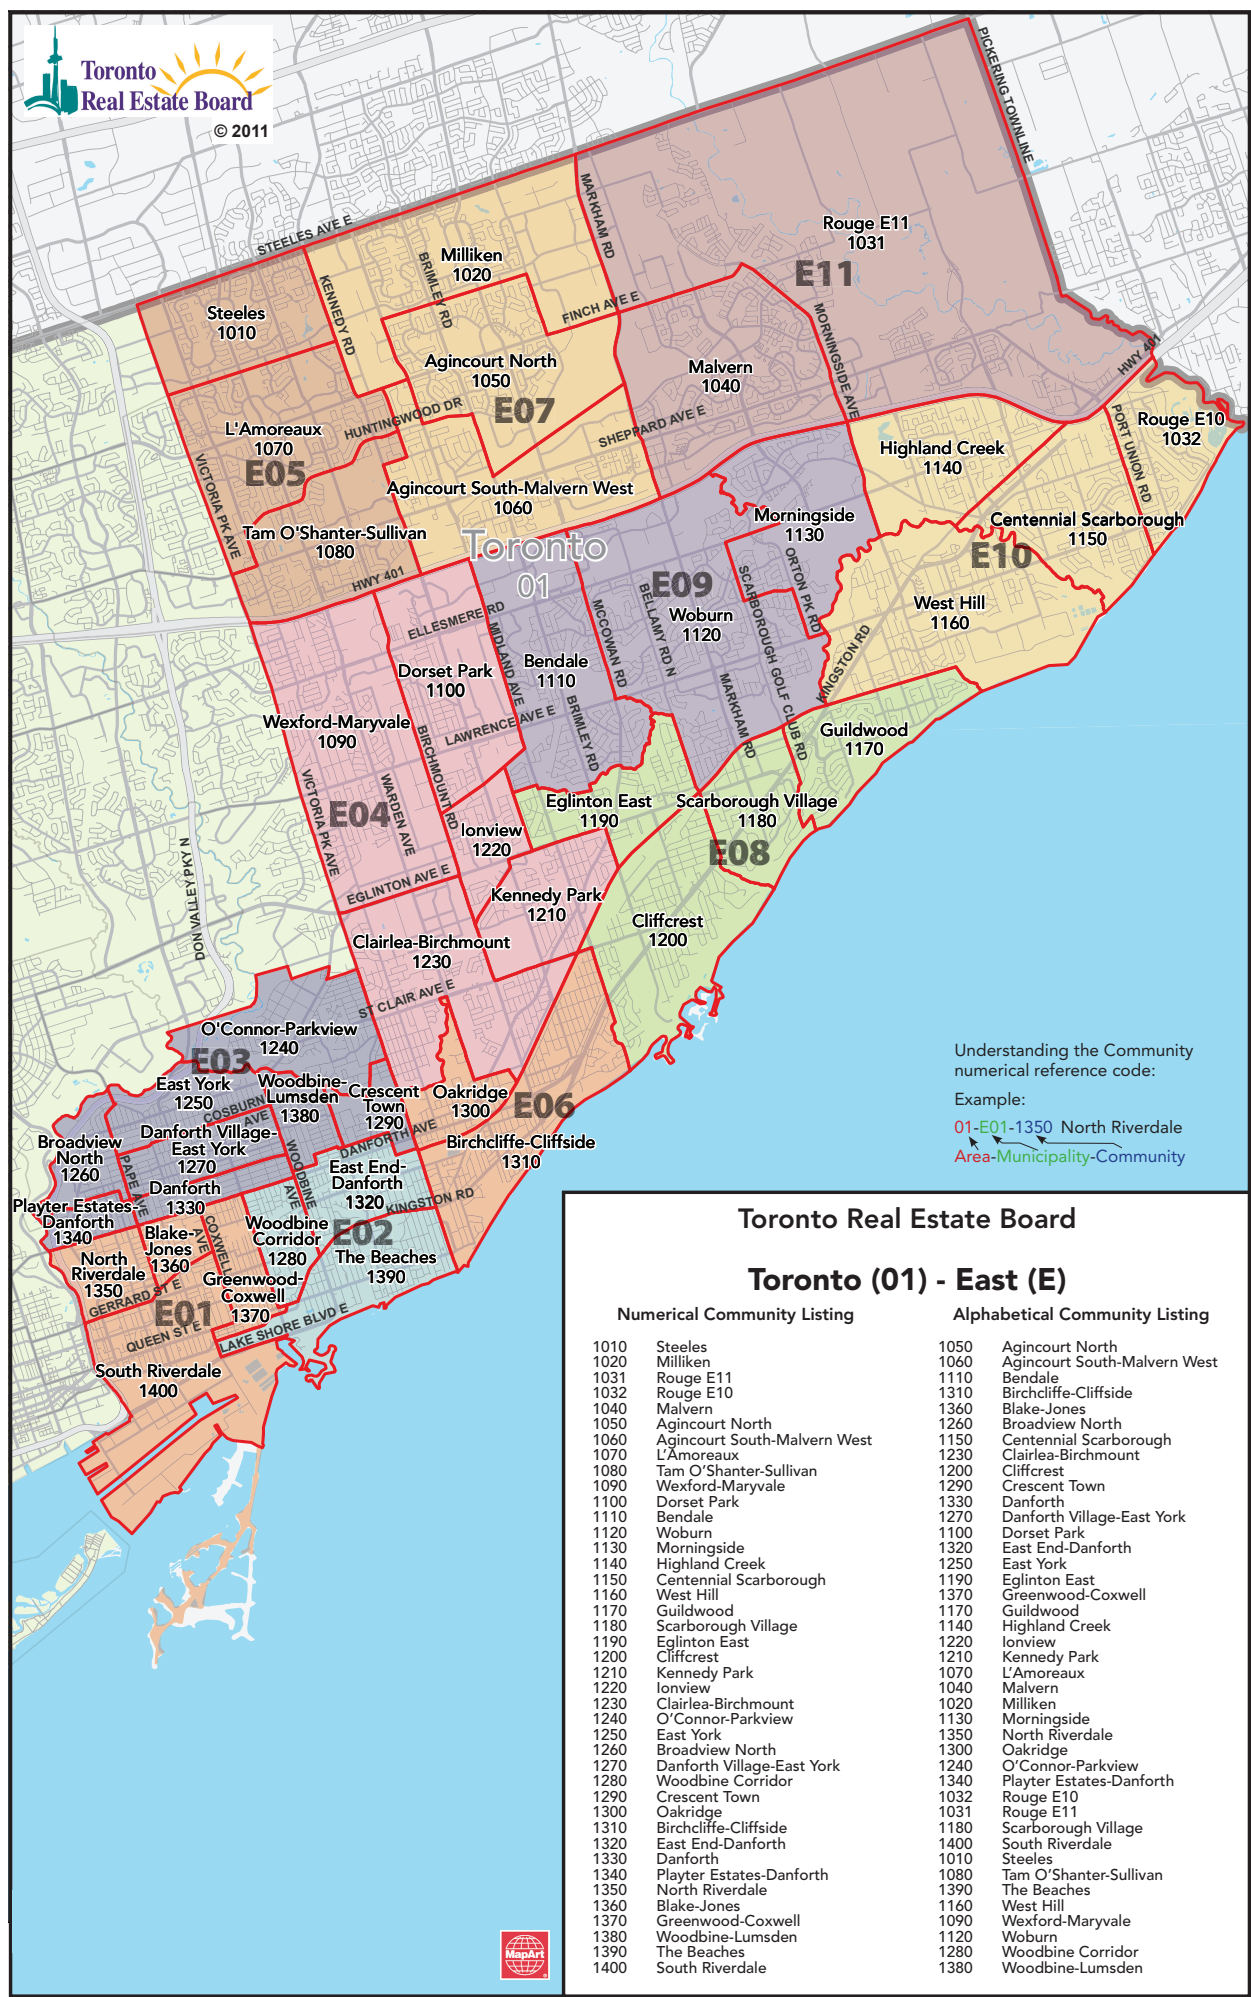 Toronto
Real Estate Board
© 2011
PICKERING TOWNLINE
MARKHAM RD
STEELES AVE E
Rouge E11
1031
E11
Milliken
1020
BRIMLEY RD
KENNEDY RD
FINCH AVE E
Steeles
1010
MORNINGSIDE AVE
HWY 401
Agincourt North
1050
Malvern
1040
E07
HUNTINGWOOD DR
SHEPPARD AVE E
PORT UNION RD
Rouge E10
1032
L'Amoreaux
1070
E05
VICTORIA PK AVE
Highland Creek
1140
Agincourt South-Malvern West
1060
Tam O'Shanter-Sullivan
1080
Morningside
1130
Centennial Scarborough
1150
E10
Toronto
01
HWY 401
E09
ORTON PK RD
SCARBOROUGH GOLF CLUB RD
BELLAMY RD N
MCCOWAN RD
ELLESMERE RD
MIDLAND AVE
Woburn
1120
West Hill
1160
KINGSTON RD
Bendale
1110
Dorset Park
1100
MARKHAM RD
BRIMLEY RD
LAWRENCE AVE E
Wexford-Maryvale
1090
BIRCHMOUNT RD
Guildwood
1170
VICTORIA PK AVE
WARDEN AVE
E04
Eglinton East
1190
Scarborough Village
1180
E08
Ionview
1220
DON VALLEY PKY N
EGLINTON AVE E
Kennedy Park
1210
Cliffcrest
1200
Clairlea-Birchmount
1230
ST CLAIR AVE E
O'Connor-Parkview
1240
E03
East York
1250
Woodbine-
Lumsden
1380
Crescent
Town
1290
Oakridge
1300
E06
COSBURN
AVE
Danforth Village-
East York
1270
DANFORTH AVE
Birchcliffe-Cliffside
1310
Broadview
North
1260
PAPE AVE
WOODBINE
AVE
East End-
Danforth
1320
KINGSTON RD
Danforth
1330
Playter Estates-
Danforth
1340
COXWELL
AVE
Blake-
Jones
1360
Woodbine
Corridor
1280
E02
The Beaches
1390
North
Riverdale
1350
GERRARD ST E
Greenwood-
Coxwell
1370
E01
QUEEN ST E
LAKE SHORE BLVD E
South Riverdale
1400
Understanding the Community
numerical reference code:
Example:
01-E01-1350 North Riverdale
Area-Municipality-Community
Toronto Real Estate Board
Toronto (01) - East (E)
Numerical Community Listing
1010 Steeles
1020 Milliken
1031 Rouge E11
1032 Rouge E10
1040 Malvern
1050 Agincourt North
1060 Agincourt South-Malvern West
1070 L'Amoreaux
1080 Tam O'Shanter-Sullivan
1090 Wexford-Maryvale
1100 Dorset Park
1110 Bendale
1120 Woburn
1130 Morningside
1140 Highland Creek
1150 Centennial Scarborough
1160 West Hill
1170 Guildwood
1180 Scarborough Village
1190 Eglinton East
1200 Cliffcrest
1210 Kennedy Park
1220 Ionview
1230 Clairlea-Birchmount
1240 O'Connor-Parkview
1250 East York
1260 Broadview North
1270 Danforth Village-East York
1280 Woodbine Corridor
1290 Crescent Town
1300 Oakridge
1310 Birchcliffe-Cliffside
1320 East End-Danforth
1330 Danforth
1340 Playter Estates-Danforth
1350 North Riverdale
1360 Blake-Jones
1370 Greenwood-Coxwell
1380 Woodbine-Lumsden
1390 The Beaches
1400 South Riverdale
Alphabetical Community Listing
1050 Agincourt North
1060 Agincourt South-Malvern West
1110 Bendale
1310 Birchcliffe-Cliffside
1360 Blake-Jones
1260 Broadview North
1150 Centennial Scarborough
1230 Clairlea-Birchmount
1200 Cliffcrest
1290 Crescent Town
1330 Danforth
1270 Danforth Village-East York
1100 Dorset Park
1320 East End-Danforth
1250 East York
1190 Eglinton East
1370 Greenwood-Coxwell
1170 Guildwood
1140 Highland Creek
1220 Ionview
1210 Kennedy Park
1070 L'Amoreaux
1040 Malvern
1020 Milliken
1130 Morningside
1350 North Riverdale
1300 Oakridge
1240 O'Connor-Parkview
1340 Playter Estates-Danforth
1032 Rouge E10
1031 Rouge E11
1180 Scarborough Village
1400 South Riverdale
1010 Steeles
1080 Tam O'Shanter-Sullivan
1390 The Beaches
1160 West Hill
1090 Wexford-Maryvale
1120 Woburn
1280 Woodbine Corridor
1380 Woodbine-Lumsden
MapArt